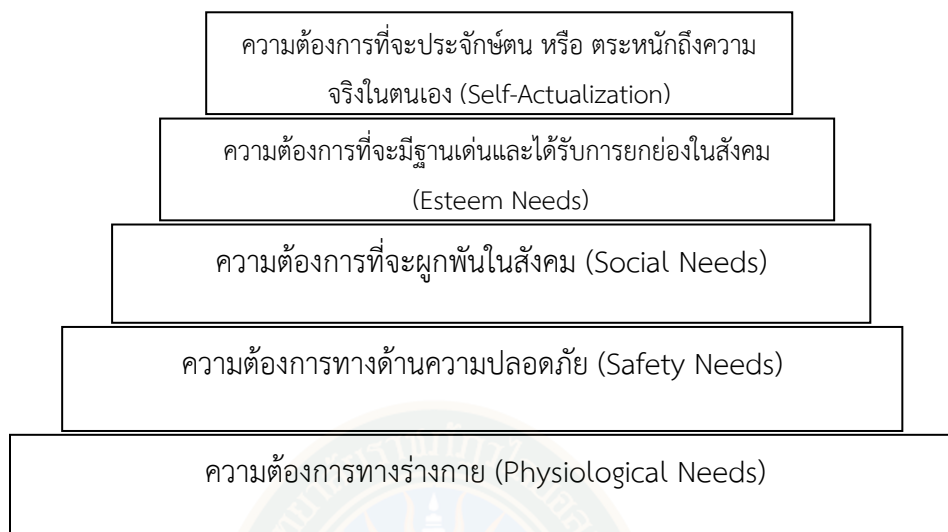 ความต้องการที่จะประจักษ์ตน หรือ ตระหนักถึงความ
จริงในตนเอง (Self-Actualization)
ความต้องการที่จะมีฐานเด่นและได้รับการยกย่องในสังคม
(Esteem Needs)
ความต้องการที่จะผูกพันในสังคม (Social Needs)
ความต้องการทางด้านความปลอดภัย (Safety Needs)
ความต้องการทางร่างกาย (Physiological Needs)